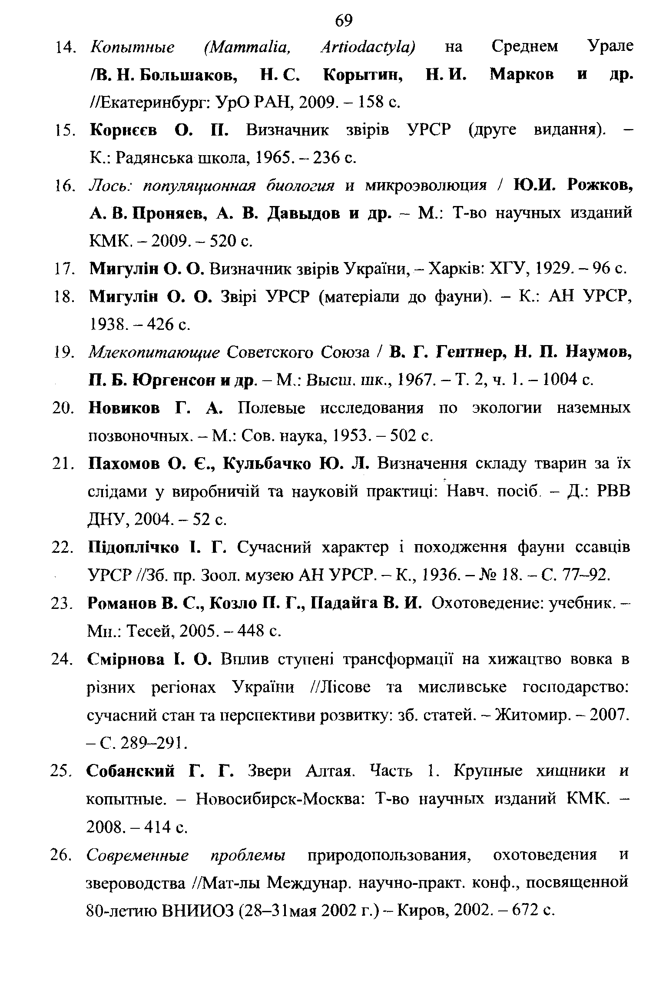 69
14. Копытные (Mammalia, Artiodactyla) на Среднем Урале
/В. Н. Большаков, Н. С. Корытин, Н. И. Марков и др.
//Екатеринбург: УрО РАН, 2009. – 158 с.
15. Корнєєв О. П. Визначник звірів УРСР (друге видання). –
К.: Радянська школа, 1965. – 236 с.
16. Лось: популяционная биология и микроэволюция / Ю.И. Рожков,
А. В. Проняев, А. В. Давыдов и др. – М.: Т-во научных изданий
КМК. – 2009. – 520 с.
17. Мигулін О. О. Визначник звірів України, – Харків: ХГУ, 1929. – 96 с.
18. Мигулін О. О. Звірі УРСР (матеріали до фауни). – К.: АН УРСР,
1938. – 426 с.
19. Млекопитающие Советского Союза / В. Г. Гептнер, Н. П. Наумов,
П. Б. Юргенсон и др. – М.: Высш. шк., 1967. – Т. 2, ч. 1. – 1004 с.
20. Новиков Г. А. Полевые исследования по экологии наземных
позвоночных. – М.: Сов. наука, 1953. – 502 с.
21. Пахомов О. Є., Кульбачко Ю. Л. Визначення складу тварин за їх
слідами у виробничій та науковій практиці: Навч. посіб. – Д.: РВВ
ДНУ, 2004. – 52 с.
22. Підоплічко І. Г. Сучасний характер і походження фауни ссавців
УРСР //Зб. пр. Зоол. музею АН УРСР. – К., 1936. – № 18. – С. 77–92.
23. Романов В. С., Козло П. Г., Падайга В. И. Охотоведение: учебник. –
Мн.: Тесей, 2005. – 448 с.
24. Смірнова І. О. Вплив ступені трансформації на хижацтво вовка в
різних регіонах України //Лісове та мисливське господарство:
сучасний стан та перспективи розвитку: зб. статей. – Житомир. – 2007.
– С. 289–291.
25. Собанский Г. Г. Звери Алтая. Часть 1. Крупные хищники и
копытные. – Новосибирск-Москва: Т-во научных изданий КМК. –
2008. – 414 с.
26. Современные проблемы природопользования, охотоведения и
звероводства //Мат-лы Междунар. научно-практ. конф., посвященной
80-летию ВНИИОЗ (28–31мая 2002 г.) – Киров, 2002. – 672 с.